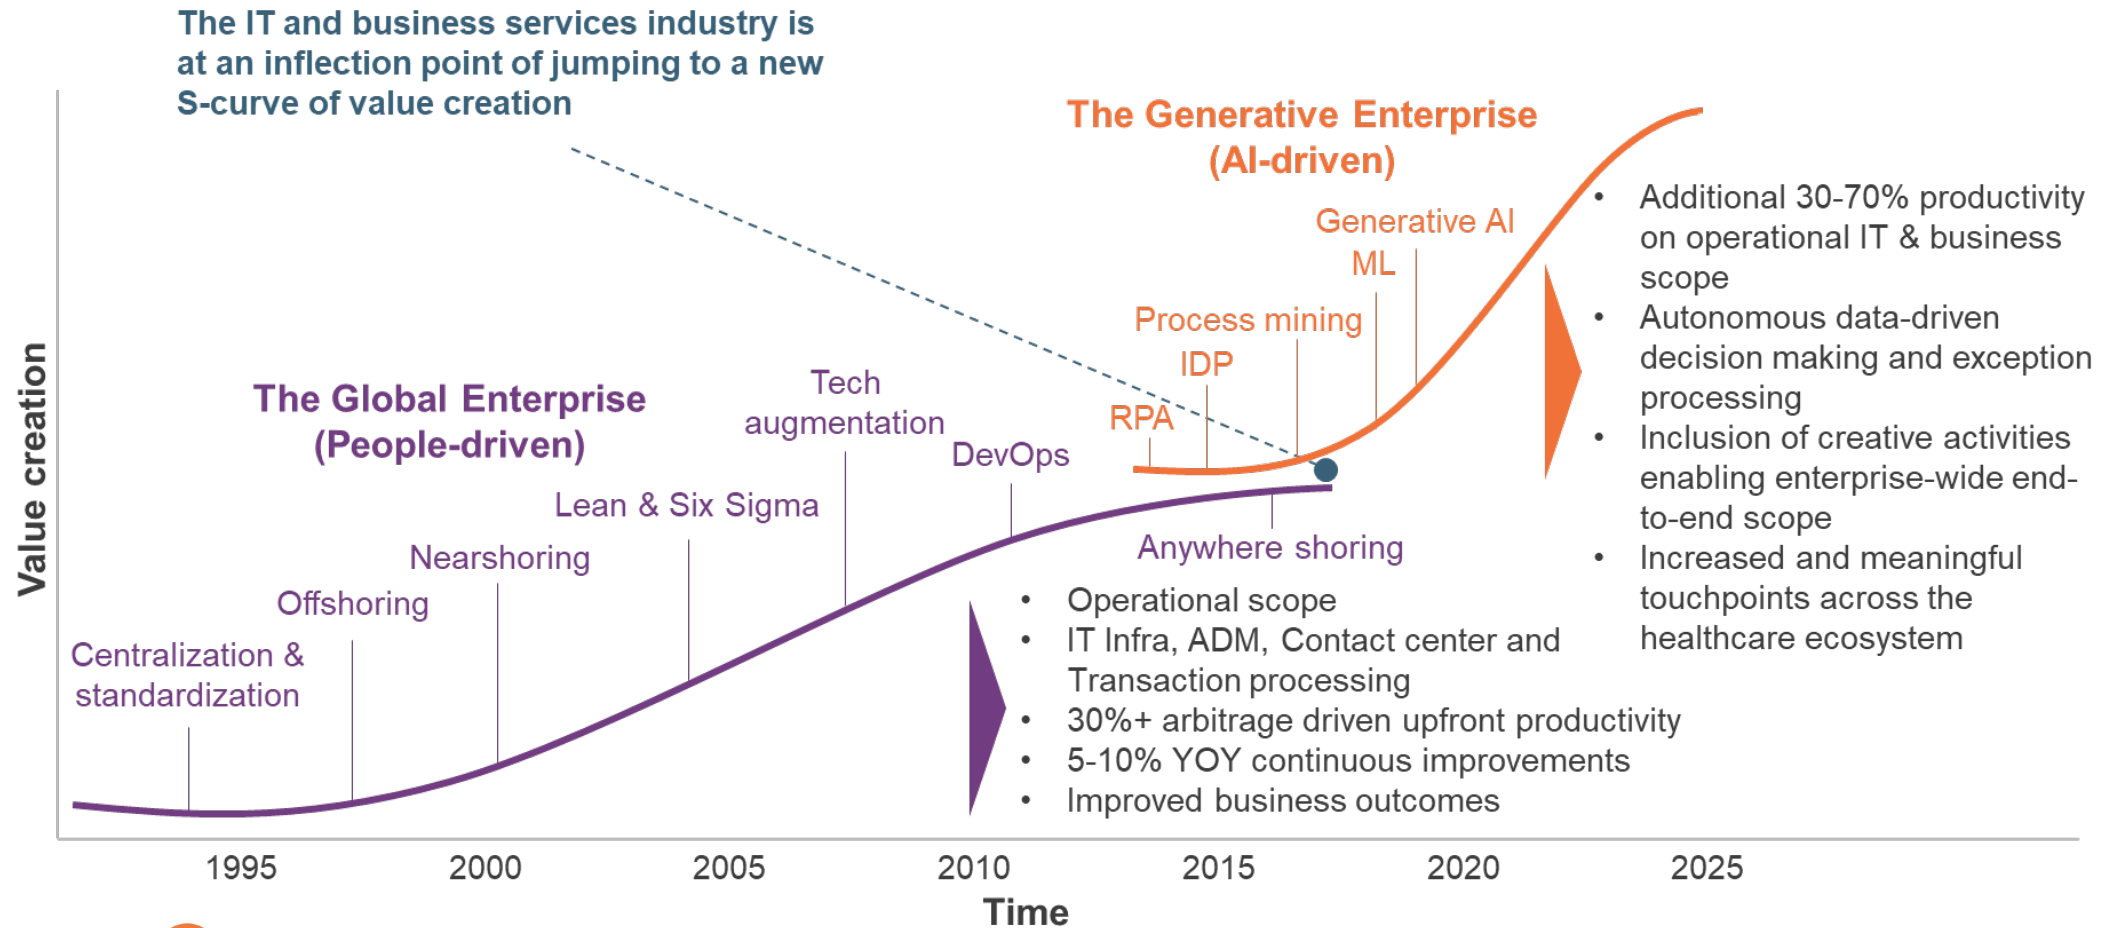 The IT and business services industry is
at an inflection point of jumping to a new
S-curve of value creation
The Generative Enterprise
(AI-driven)
Generative AI
ML
Process mining
IDP
RPA
• Additional 30-70% productivity
on operational IT & business
scope
• Autonomous data-driven
decision making and exception
processing
• Inclusion of creative activities
enabling enterprise-wide end-
to-end scope
• Increased and meaningful
touchpoints across the
healthcare ecosystem
The Global Enterprise
(People-driven)
Tech
augmentation
DevOps
Lean & Six Sigma
Nearshoring
Offshoring
Centralization &
standardization
Anywhere shoring
• Operational scope
• IT Infra, ADM, Contact center and
Transaction processing
• 30%+ arbitrage driven upfront productivity
• 5-10% YOY continuous improvements
• Improved business outcomes
Value creation
1995 2000 2005 2010 2015 2020 2025
Time